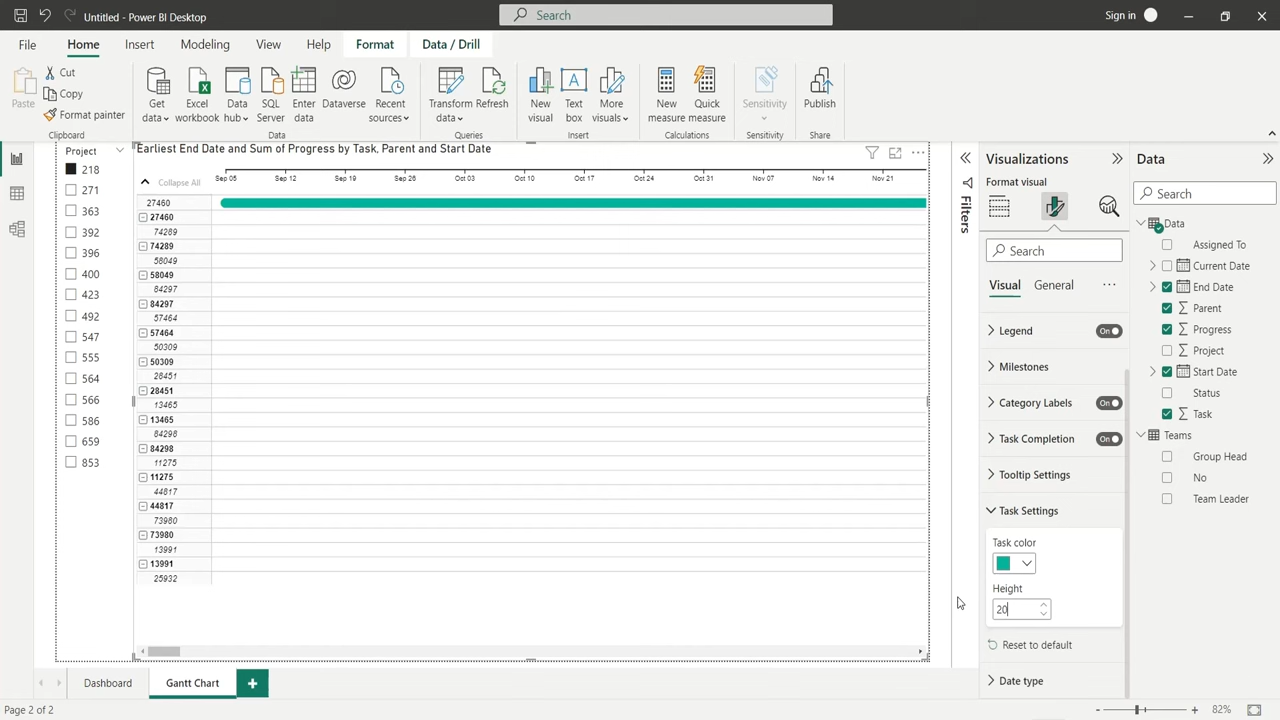 Untitled - Power BI Desktop
Search
Sign in
File
Home
Insert
Modeling
View
Help
Format
Data / Drill
Paste
Cut
Copy
Format painter
Clipboard
Get data
Excel workbook
Data hub
SQL Server
Enter data
Dataverse
Recent sources
Data
Transform data
Refresh
Queries
New visual
Text box
More visuals
Insert
New measure
Quick measure
Calculations
Sensitivity
Sensitivity
Publish
Share
Project
218
271
363
392
396
400
423
492
547
555
564
566
586
659
853
Earliest End Date and Sum of Progress by Task, Parent and Start Date
Collapse All
Sep 05 Sep 12 Sep 19 Sep 26 Oct 03 Oct 10 Oct 17 Oct 24 Oct 31 Nov 07 Nov 14 Nov 21
27460
27460
74289
74289
58049
58049
84297
84297
57464
57464
50309
50309
28451
28451
13465
13465
84298
84298
11275
11275
44817
44817
73980
73980
13991
13991
25932
Filters
Visualizations
Format visual
Search
Visual
General
Legend
On
Milestones
Category Labels
On
Task Completion
On
Tooltip Settings
Task Settings
Task color
Height
20
Reset to default
Date type
Data
Search
Data
Assigned To
Current Date
End Date
Parent
Progress
Project
Start Date
Status
Task
Teams
Group Head
No
Team Leader
Dashboard
Gantt Chart
Page 2 of 2
82%